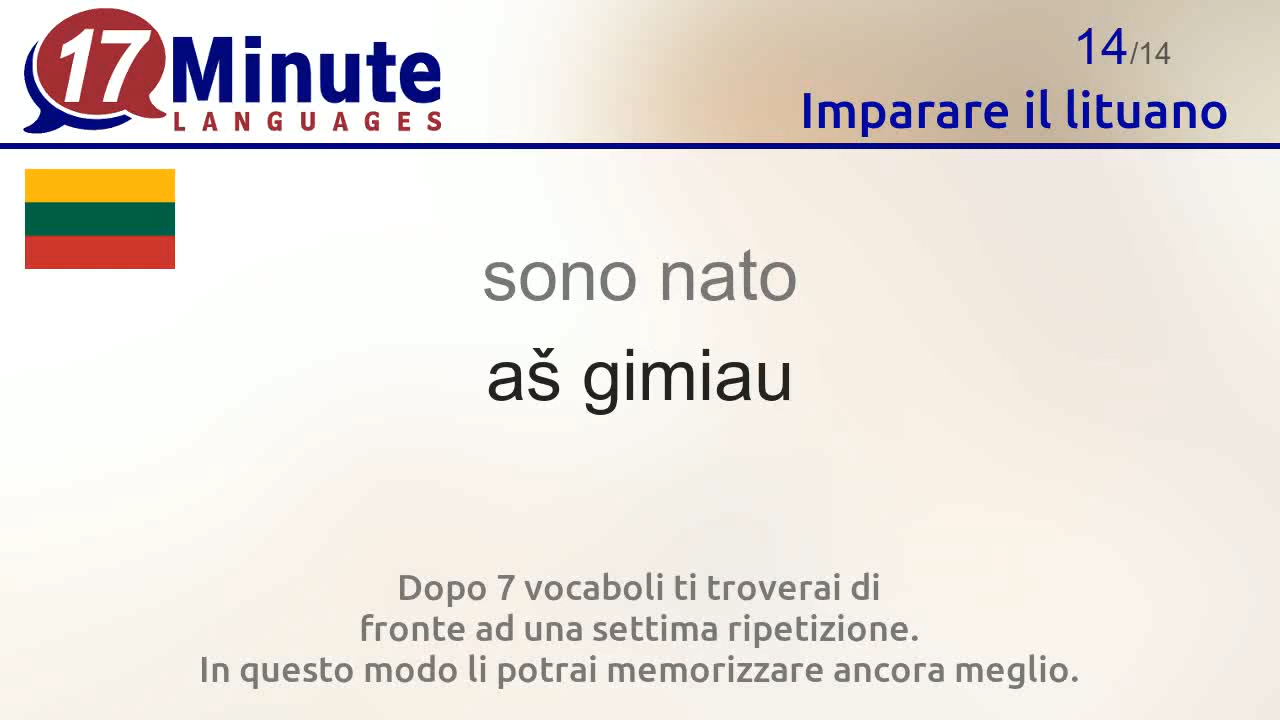 17 Minute
LANGUAGES
14/14
Imparare il lituano
sono nato
aš gimiau
Dopo 7 vocaboli ti troverai di
fronte ad una settima ripetizione.
In questo modo li potrai memorizzare ancora meglio.